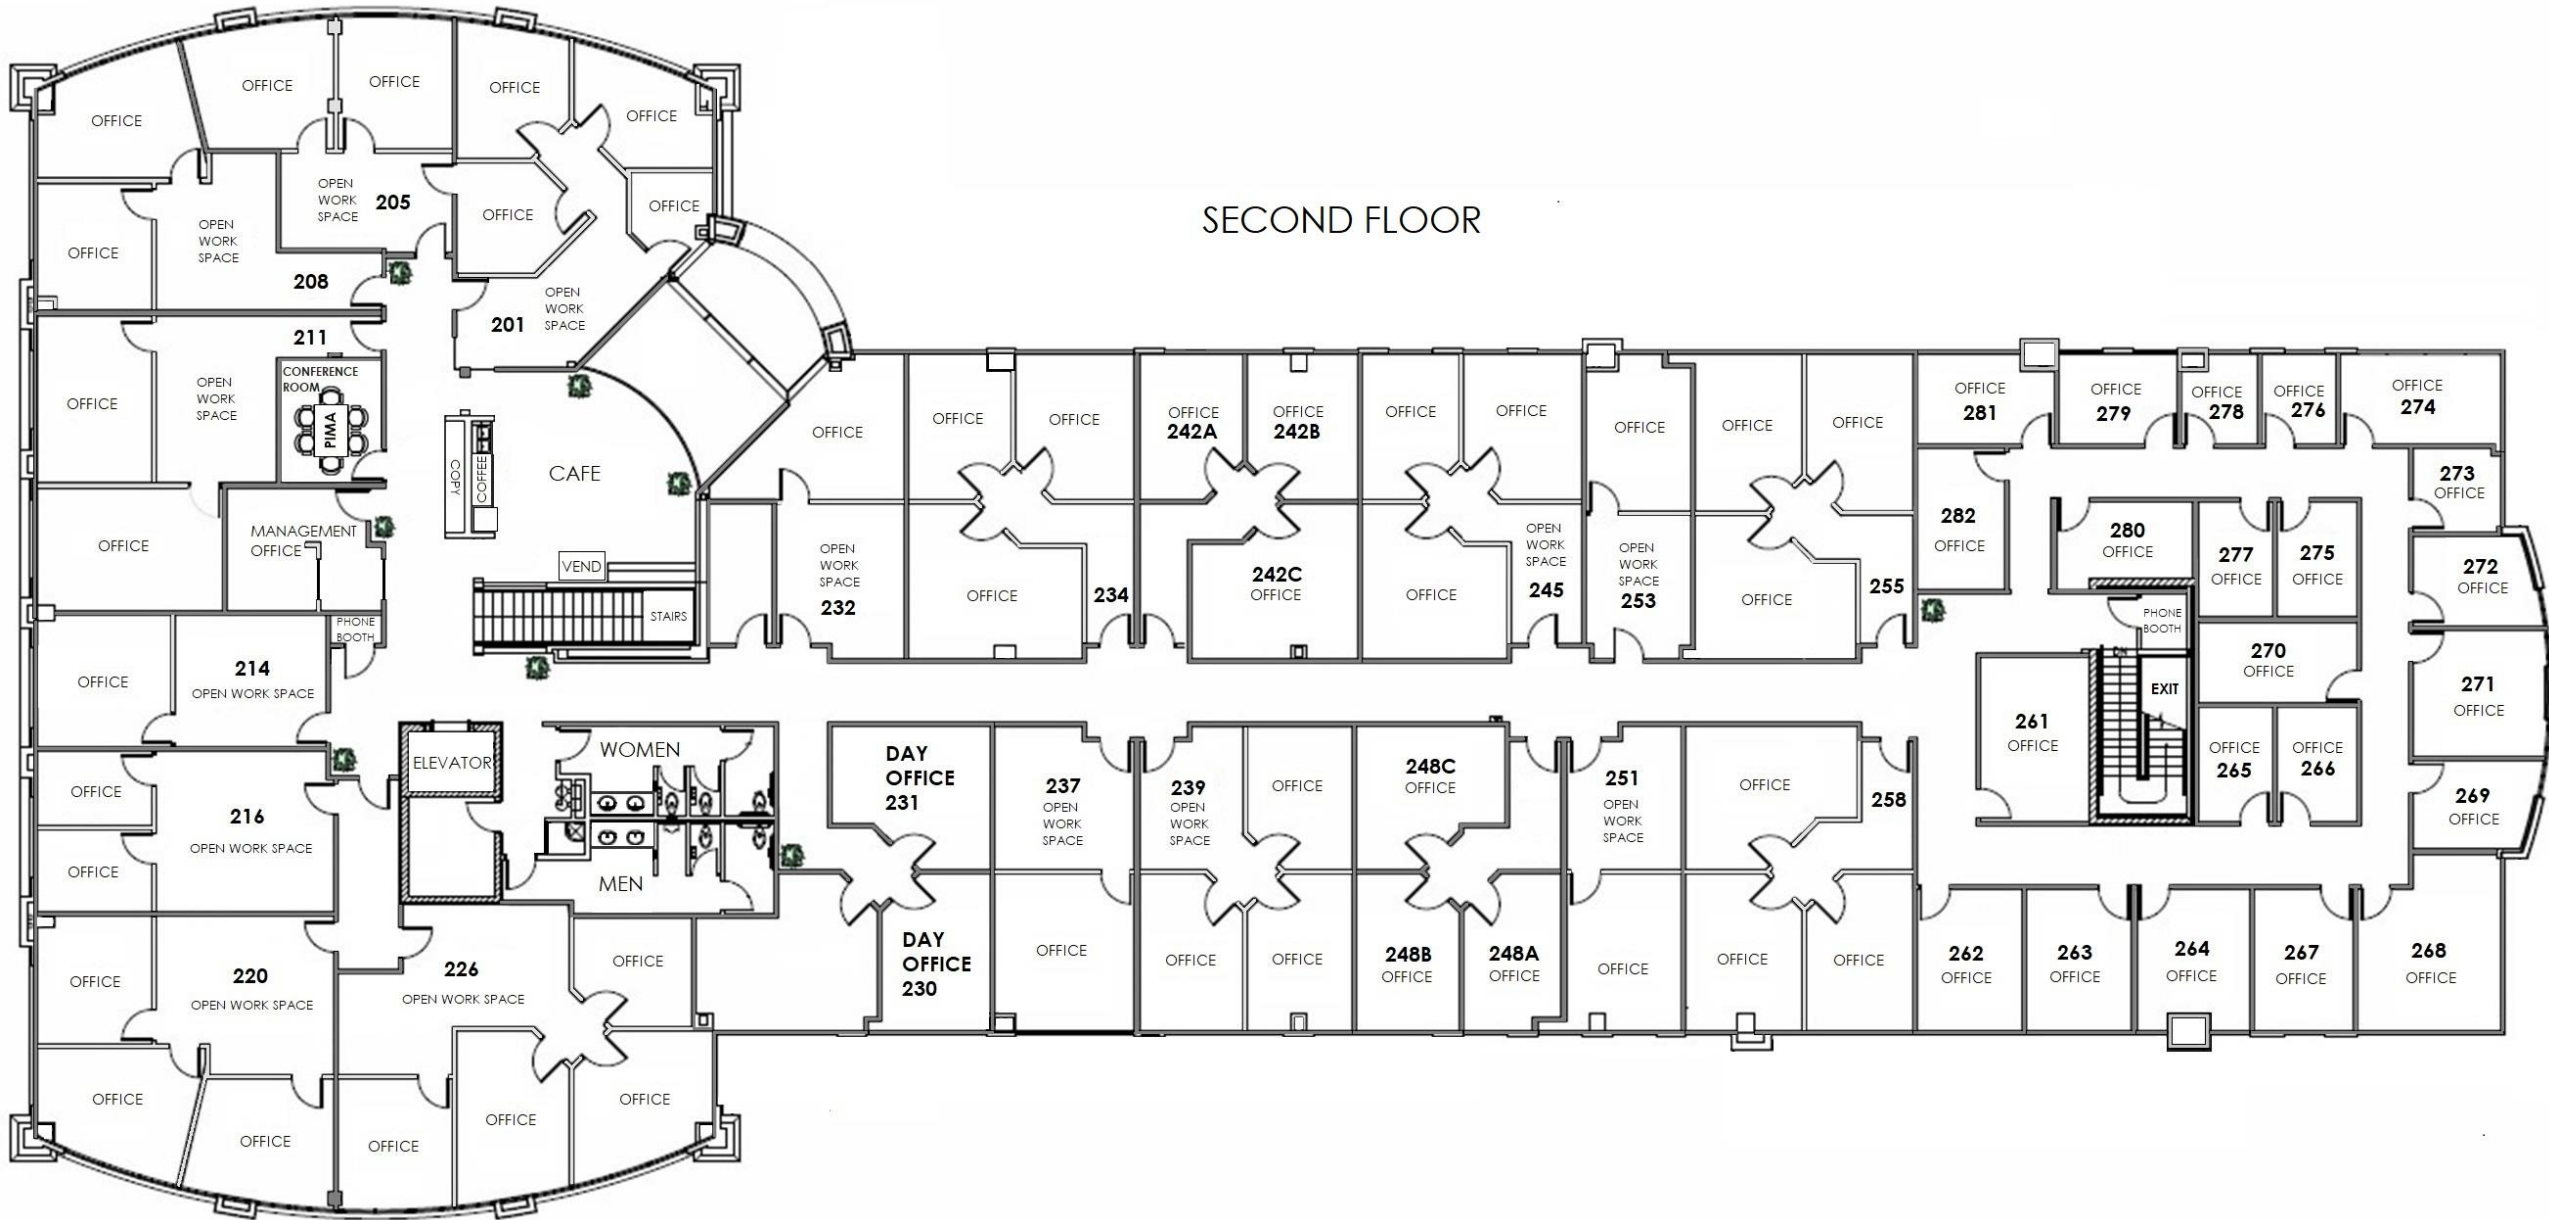 SECOND FLOOR
OFFICE
OFFICE
OFFICE
OFFICE
OFFICE
OFFICE
OPEN
WORK
SPACE
205
OFFICE
OFFICE
OPEN
WORK
SPACE
208
OFFICE
OPEN
WORK
SPACE
201
211
OFFICE
OPEN
WORK
SPACE
CONFERENCE
ROOM
PIMA
COPY
COFFEE
CAFE
OFFICE
MANAGEMENT
OFFICE
VEND
STAIRS
PHONE
BOOTH
OFFICE
214
OPEN WORK SPACE
OFFICE
OFFICE
216
OPEN WORK SPACE
ELEVATOR
WOMEN
MEN
OFFICE
220
OPEN WORK SPACE
226
OPEN WORK SPACE
OFFICE
OFFICE
OFFICE
OFFICE
OFFICE
OFFICE
OFFICE
OPEN
WORK
SPACE
232
OFFICE
OFFICE
OFFICE
234
OFFICE
242A
OFFICE
242B
242C
OFFICE
OFFICE
OFFICE
OFFICE
OPEN
WORK
SPACE
245
OFFICE
OPEN
WORK
SPACE
253
OFFICE
OFFICE
OFFICE
255
OFFICE
281
OFFICE
279
OFFICE
278
OFFICE
276
OFFICE
274
273
OFFICE
282
OFFICE
280
OFFICE
277
OFFICE
275
OFFICE
272
OFFICE
PHONE
BOOTH
DN
EXIT
270
OFFICE
271
OFFICE
261
OFFICE
OFFICE
265
OFFICE
266
269
OFFICE
DAY
OFFICE
231
DAY
OFFICE
230
237
OPEN
WORK
SPACE
OFFICE
239
OPEN
WORK
SPACE
OFFICE
OFFICE
OFFICE
248C
OFFICE
248B
OFFICE
248A
OFFICE
251
OPEN
WORK
SPACE
OFFICE
OFFICE
258
OFFICE
OFFICE
262
OFFICE
263
OFFICE
264
OFFICE
267
OFFICE
268
OFFICE